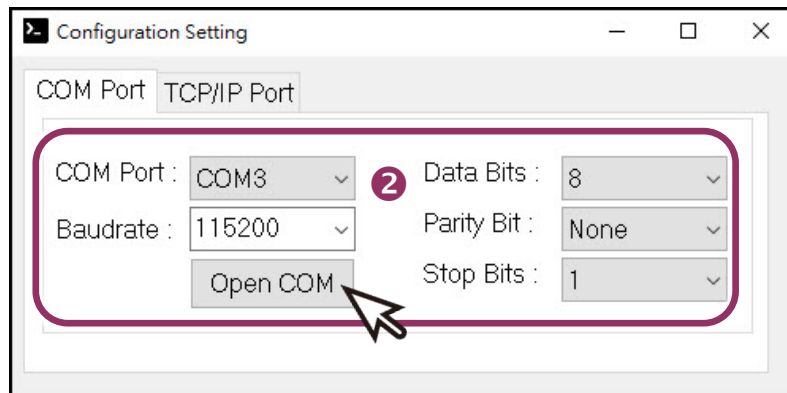 Configuration Setting
COM Port TCP/IP Port
COM Port : COM3
Baudrate : 115200
Open COM
2
Data Bits : 8
Parity Bit : None
Stop Bits : 1